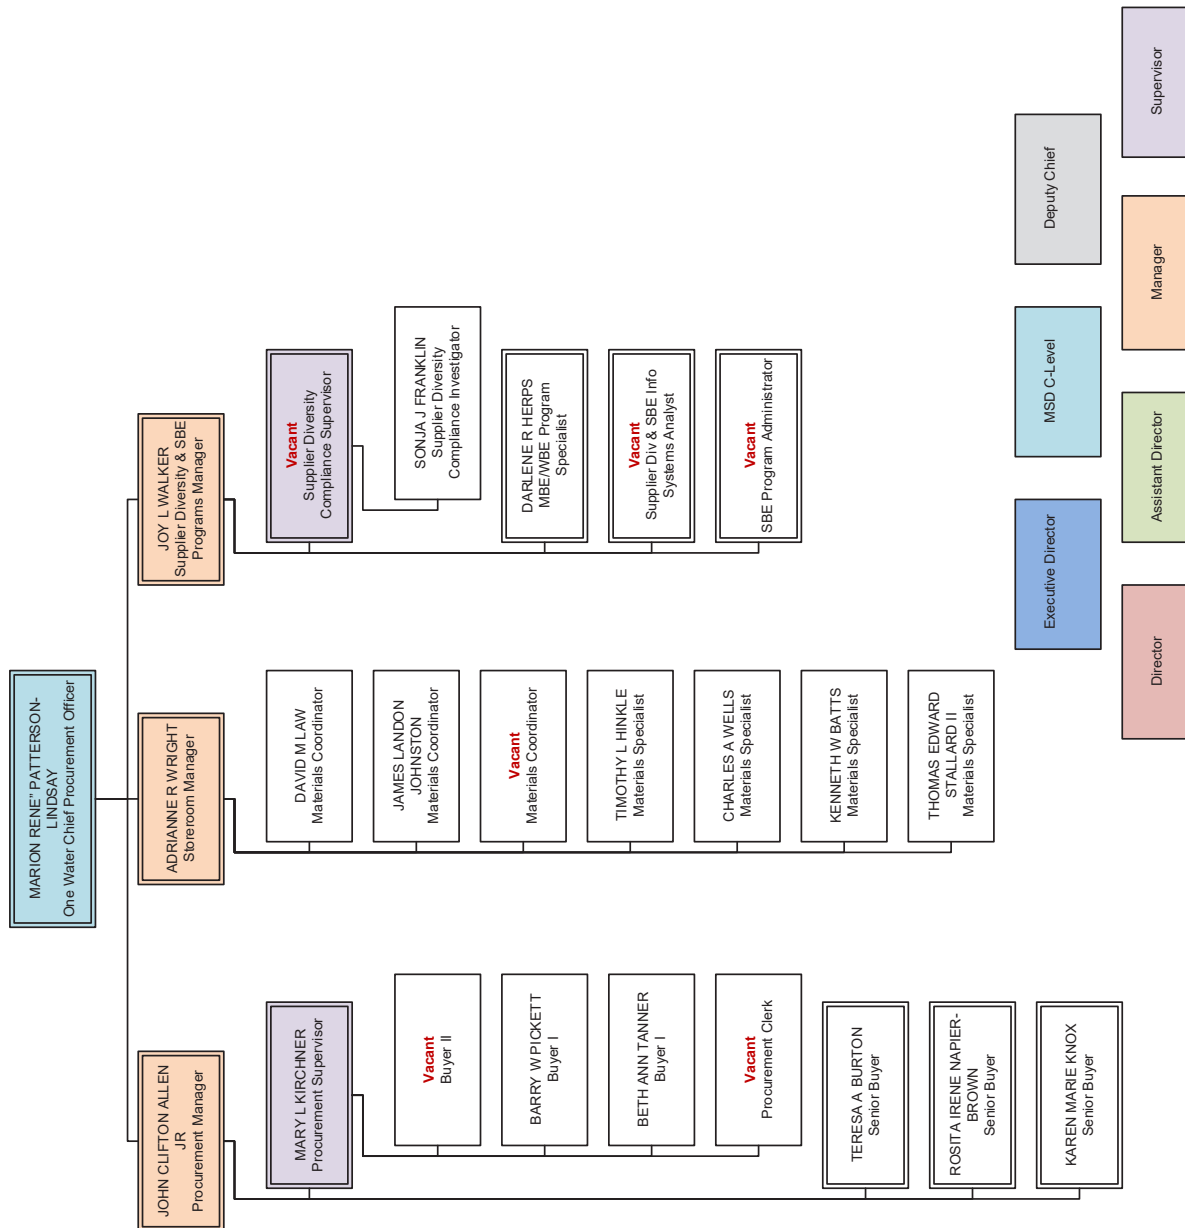 MARION RENE” PATTERSON-
LINDSAY
One Water Chief Procurement Officer
JOHN CLIFTON ALLEN
JR
Procurement Manager
MARY L KIRCHNER
Procurement Supervisor
Vacant
Buyer II
BARRY W PICKETT
Buyer I
BETH ANN TANNER
Buyer I
Vacant
Procurement Clerk
TERESA A BURTON
Senior Buyer
ROSITA IRENE NAPIER-
BROWN
Senior Buyer
KAREN MARIE KNOX
Senior Buyer
ADRIANNE R WRIGHT
Storeroom Manager
DAVID M LAW
Materials Coordinator
JAMES LANDON
JOHNSTON
Materials Coordinator
Vacant
Materials Coordinator
TIMOTHY L HINKLE
Materials Specialist
CHARLES A WELLS
Materials Specialist
KENNETH W BATTS
Materials Specialist
THOMAS EDWARD
STALLARD II
Materials Specialist
JOY L WALKER
Supplier Diversity & SBE
Programs Manager
Vacant
Supplier Diversity
Compliance Supervisor
SONJA J FRANKLIN
Supplier Diversity
Compliance Investigator
DARLENE R HERPS
MBE/WBE Program
Specialist
Vacant
Supplier Div & SBE Info
Systems Analyst
Vacant
SBE Program Administrator
Executive Director
MSD C-Level
Deputy Chief
Director
Assistant Director
Manager
Supervisor